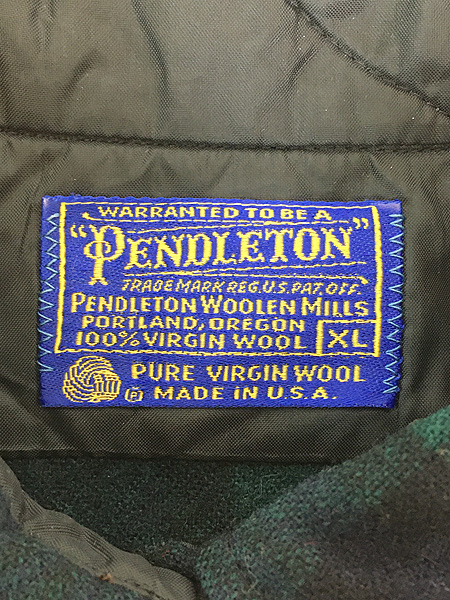 WARRANTED TO BE A
"PENDLETON"
TRADE MARK REG. U.S. PAT. OFF.
PENDLETON WOOLEN MILLS
PORTLAND, OREGON
100% VIRGIN WOOL XL
PURE VIRGIN WOOL
Ⓟ MADE IN U.S.A.